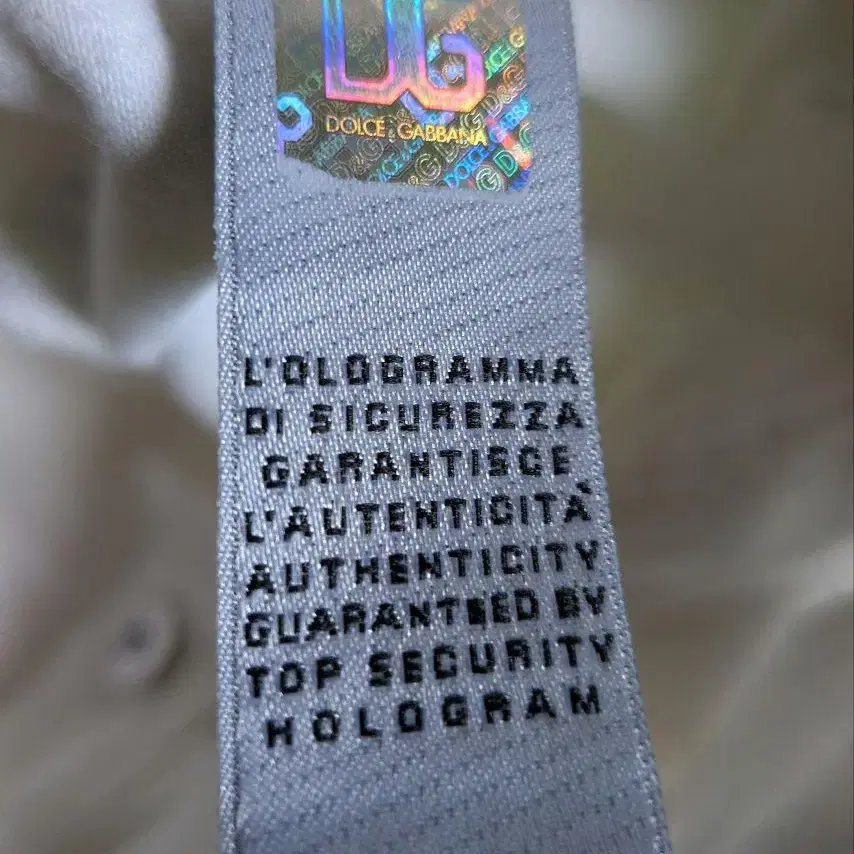 DG
DOLCE & GABBANA
L'OLOGRAMMA
DI SICUREZZA
GARANTISCE
L'AUTENTICITÀ
AUTHENTICITY
GUARANTEED BY
TOP SECURITY
HOLOGRAM